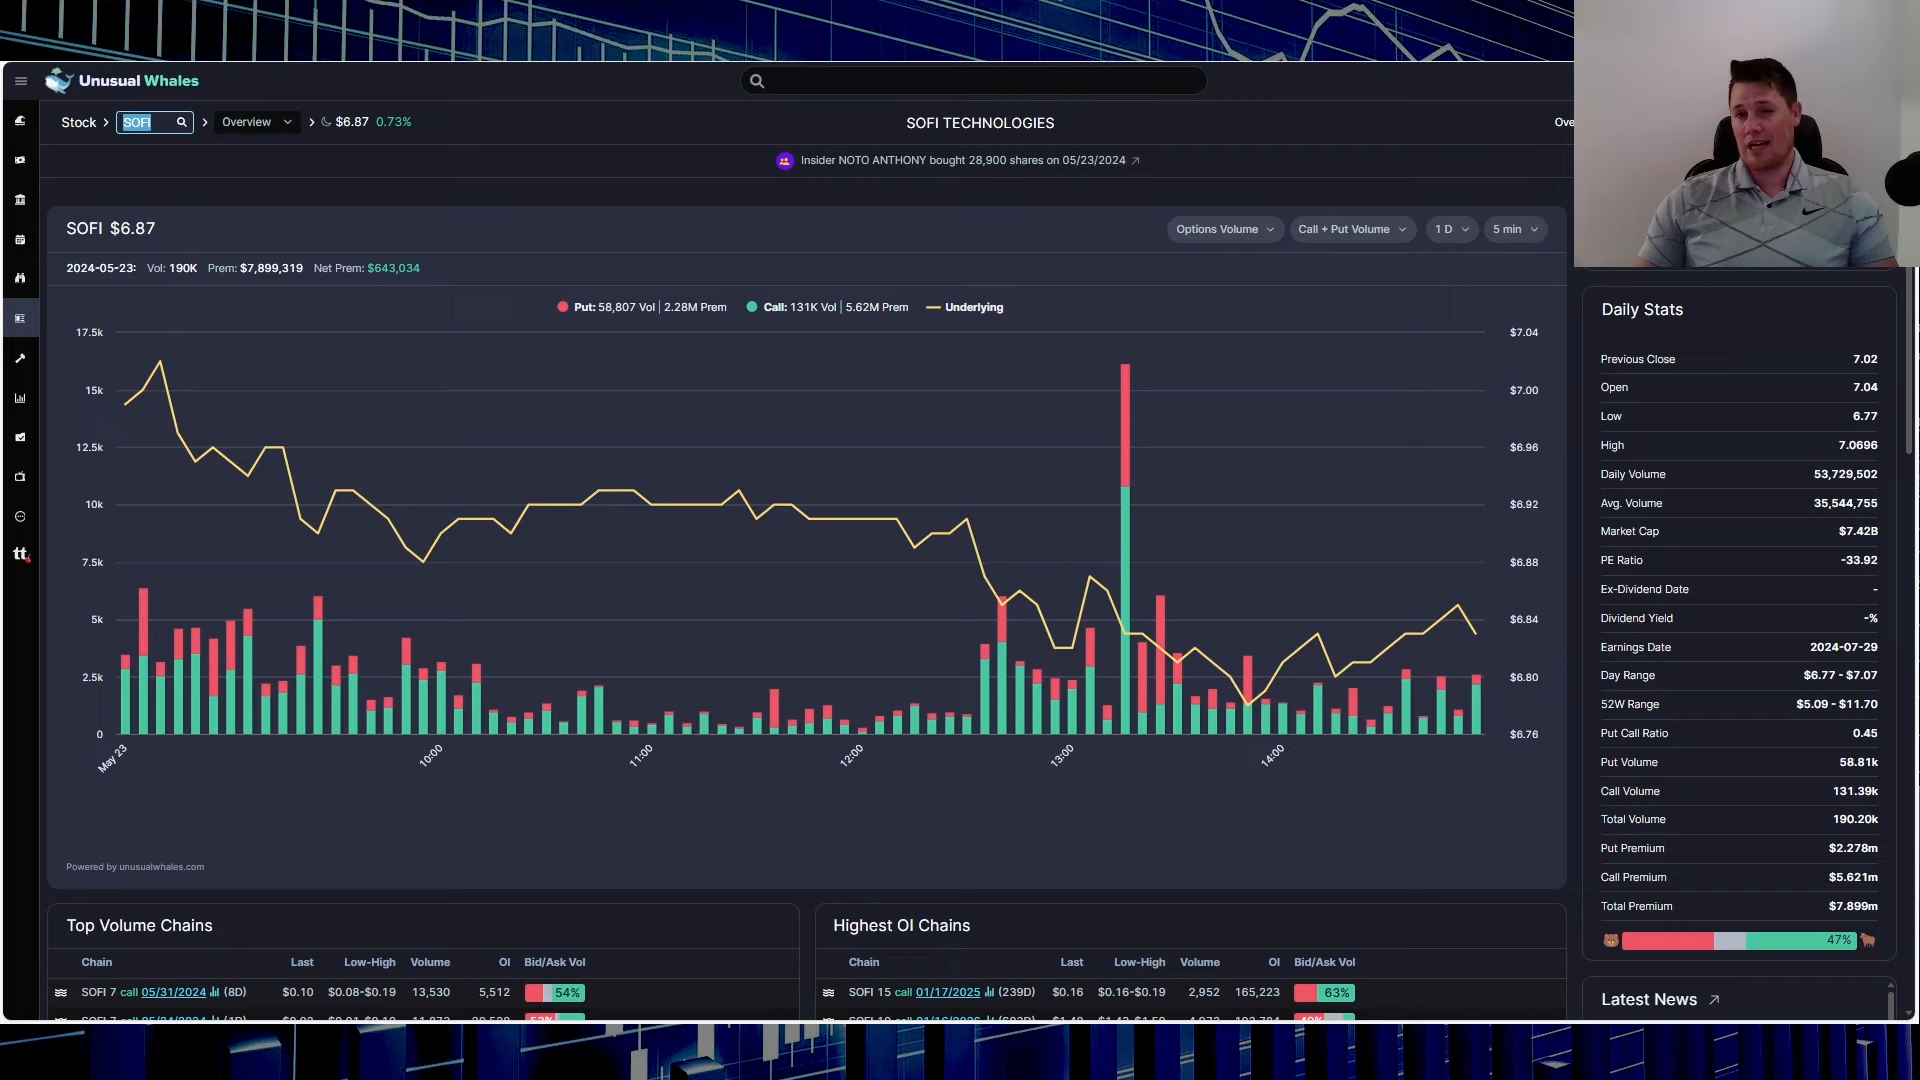 Unusual Whales
Stock > SOFI > Overview > $6.87 0.73%
SOFI TECHNOLOGIES
Ove
Insider NOTO ANTHONY bought 28,900 shares on 05/23/2024
SOFI $6.87
Options Volume
Call + Put Volume
1 D
5 min
2024-05-23: Vol: 190K Prem: $7,899,319 Net Prem: $643,034
Put: 58,807 Vol | 2.28M Prem Call: 131K Vol | 5.62M Prem Underlying
17.5k
15k
12.5k
10k
7.5k
5k
2.5k
0
$7.04
$7.00
$6.96
$6.92
$6.88
$6.84
$6.80
$6.76
May 23
10:00
11:00
12:00
13:00
14:00
Powered by unusualwhales.com
tt
Daily Stats
Previous Close 7.02
Open 7.04
Low 6.77
High 7.0696
Daily Volume 53,729,502
Avg. Volume 35,544,755
Market Cap $7.42B
PE Ratio -33.92
Ex-Dividend Date -
Dividend Yield -%
Earnings Date 2024-07-29
Day Range $6.77 - $7.07
52W Range $5.09 - $11.70
Put Call Ratio 0.45
Put Volume 58.81k
Call Volume 131.39k
Total Volume 190.20k
Put Premium $2.278m
Call Premium $5.621m
Total Premium $7.899m
47%
Latest News
Top Volume Chains
Chain Last Low-High Volume OI Bid/Ask Vol
SOFI 7 call 05/31/2024 (8D) $0.10 $0.08-$0.19 13,530 5,512 54%
Highest OI Chains
Chain Last Low-High Volume OI Bid/Ask Vol
SOFI 15 call 01/17/2025 (239D) $0.16 $0.16-$0.19 2,952 165,223 63%